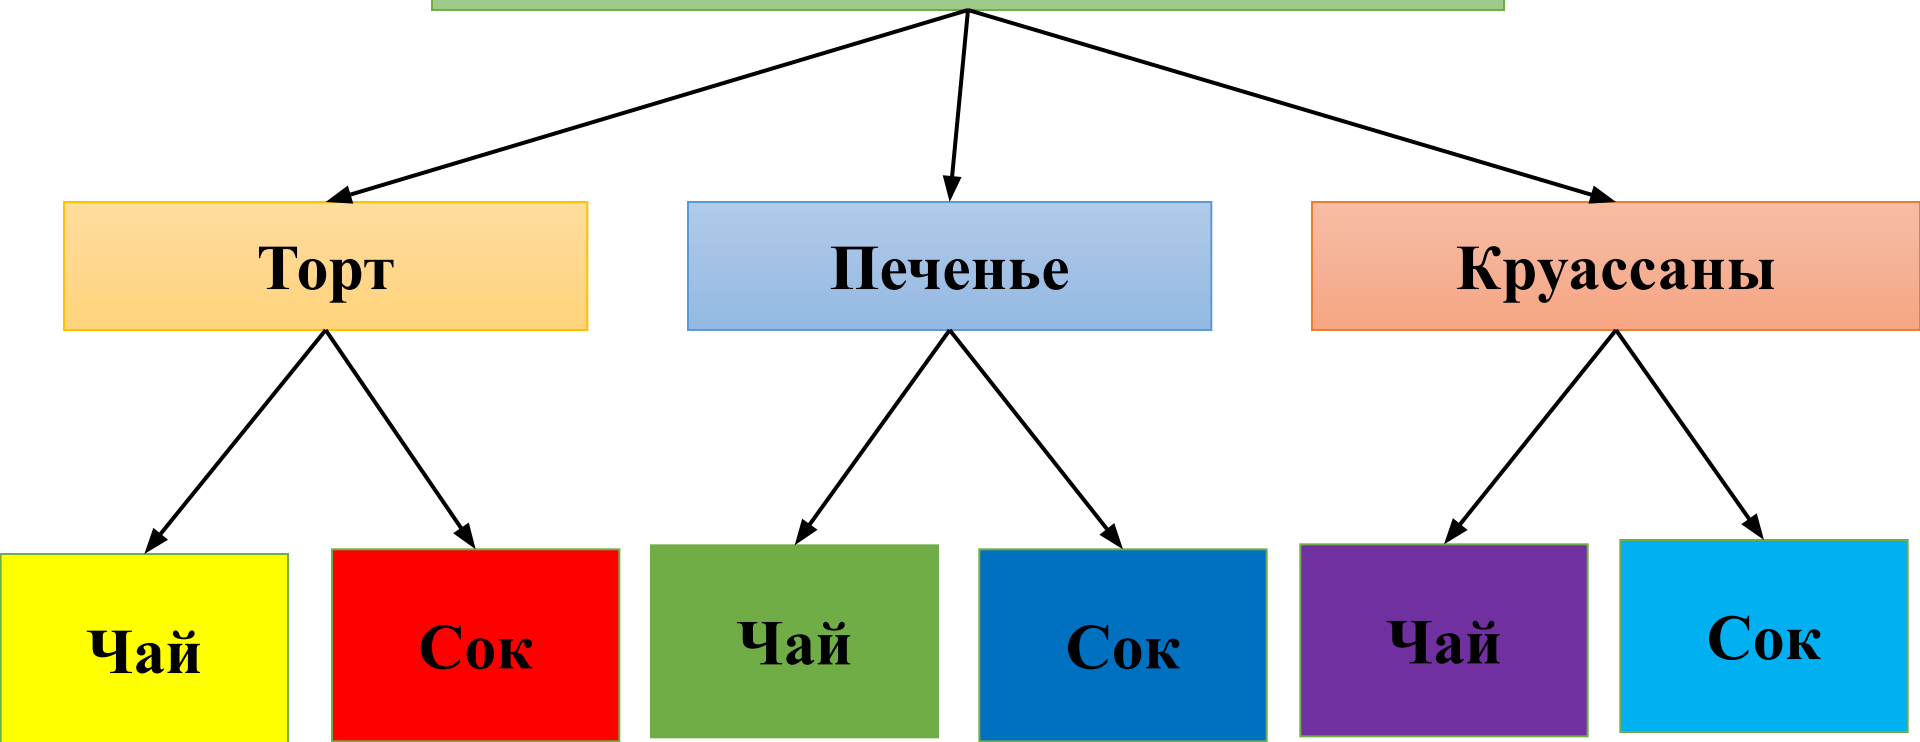 Торт
Печенье
Круассаны
Чай
Сок
Чай
Сок
Чай
Сок